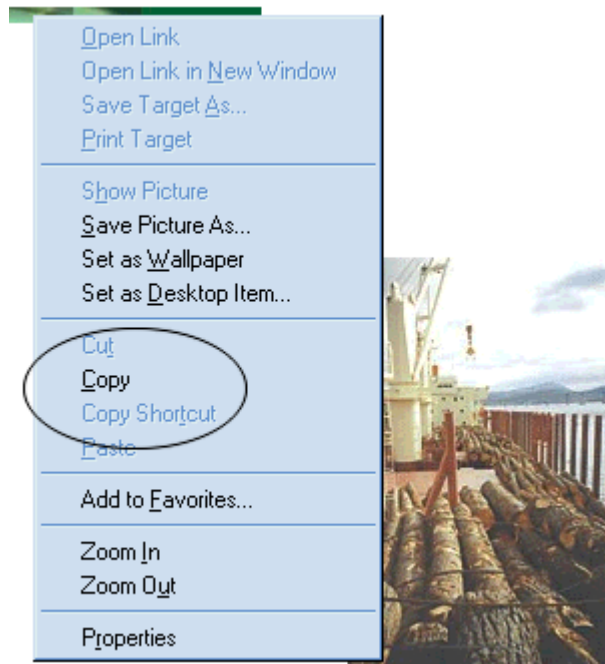 Open Link
Open Link in New Window
Save Target As...
Print Target
Show Picture
Save Picture As...
Set as Wallpaper
Set as Desktop Item...
Cut
Copy
Copy Shortcut
Paste
Add to Favorites...
Zoom In
Zoom Out
Properties